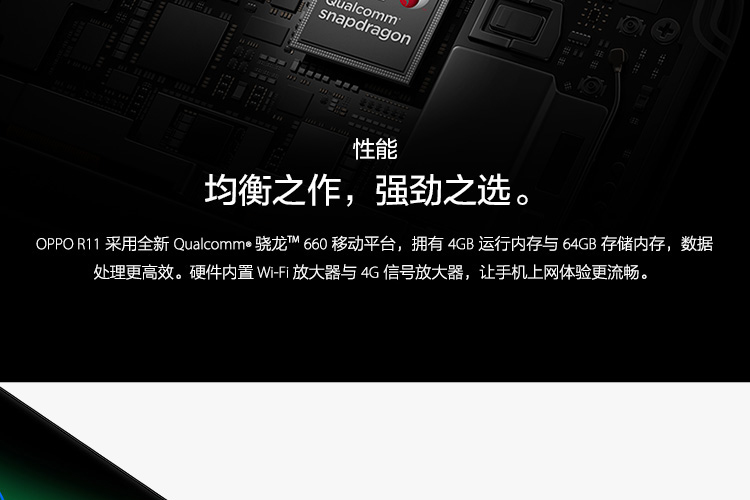 Qualcomm
snapdragon
性能
均衡之作，强劲之选。
OPPO R11 采用全新 Qualcomm® 骁龙™ 660 移动平台，拥有 4GB 运行内存与 64GB 存储内存，数据
处理更高效。硬件内置 Wi-Fi 放大器与 4G 信号放大器，让手机上网体验更流畅。